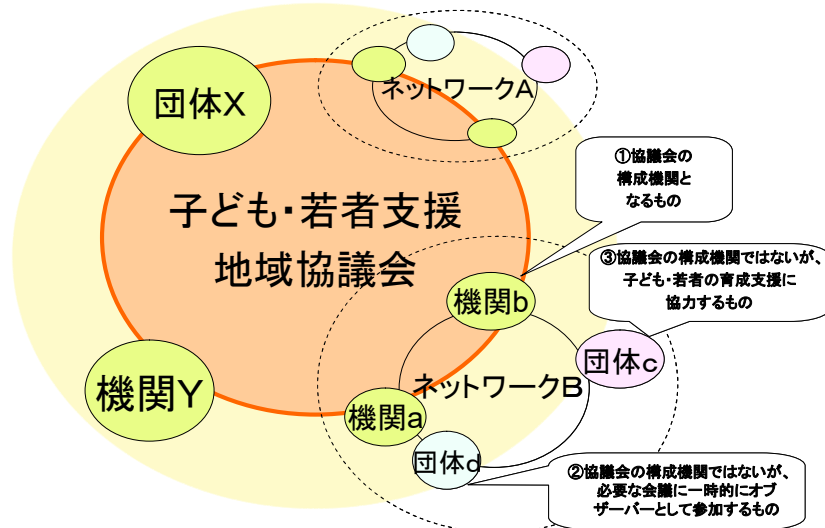 団体X
ネットワークA
①協議会の
構成機関と
なるもの
子ども・若者支援
地域協議会
③協議会の構成機関ではないが、
子ども・若者の育成支援に
協力するもの
機関b
団体c
機関Y
ネットワークB
機関a
団体d
②協議会の構成機関ではないが、
必要な会議に一時的にオブ
ザーバーとして参加するもの